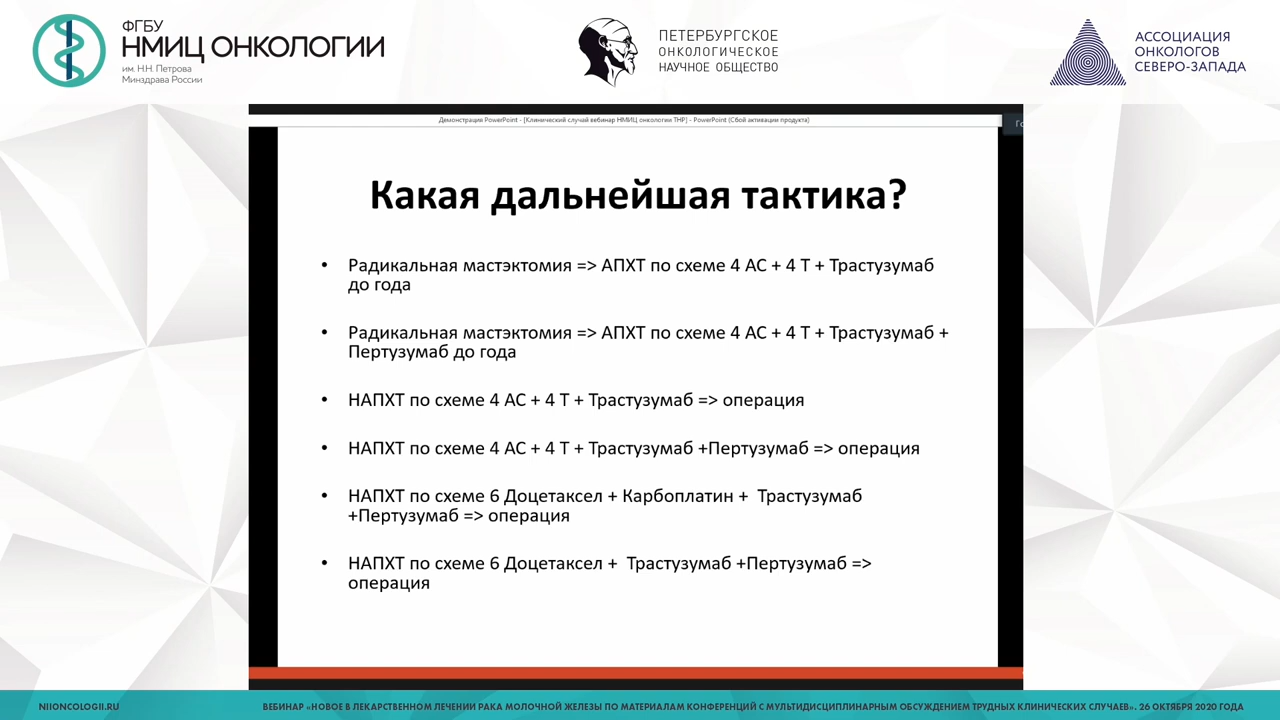 ФГБУ
НМИЦ ОНКОЛОГИИ
им. Н.Н. Петрова
Минздрава России
ПЕТЕРБУРГСКОЕ
ОНКОЛОГИЧЕСКОЕ
НАУЧНОЕ ОБЩЕСТВО
АССОЦИАЦИЯ
ОНКОЛОГОВ
СЕВЕРО-ЗАПАДА
Демонстрация PowerPoint - [Клинический случай вебинар НМИЦ онкологии ТНР] - PowerPoint (Сбой активации продукта)
Какая дальнейшая тактика?
• Радикальная мастэктомия => АПХТ по схеме 4 АС + 4 Т + Трастузумаб
до года
• Радикальная мастэктомия => АПХТ по схеме 4 АС + 4 Т + Трастузумаб +
Пертузумаб до года
• НАПХТ по схеме 4 АС + 4 Т + Трастузумаб => операция
• НАПХТ по схеме 4 АС + 4 Т + Трастузумаб +Пертузумаб => операция
• НАПХТ по схеме 6 Доцетаксел + Карбоплатин + Трастузумаб
+Пертузумаб => операция
• НАПХТ по схеме 6 Доцетаксел + Трастузумаб +Пертузумаб =>
операция
NIIONCOLOGII.RU
ВЕБИНАР «НОВОЕ В ЛЕКАРСТВЕННОМ ЛЕЧЕНИИ РАКА МОЛОЧНОЙ ЖЕЛЕЗЫ ПО МАТЕРИАЛАМ КОНФЕРЕНЦИЙ С МУЛЬТИДИСЦИПЛИНАРНЫМ ОБСУЖДЕНИЕМ ТРУДНЫХ КЛИНИЧЕСКИХ СЛУЧАЕВ». 26 ОКТЯБРЯ 2020 ГОДА